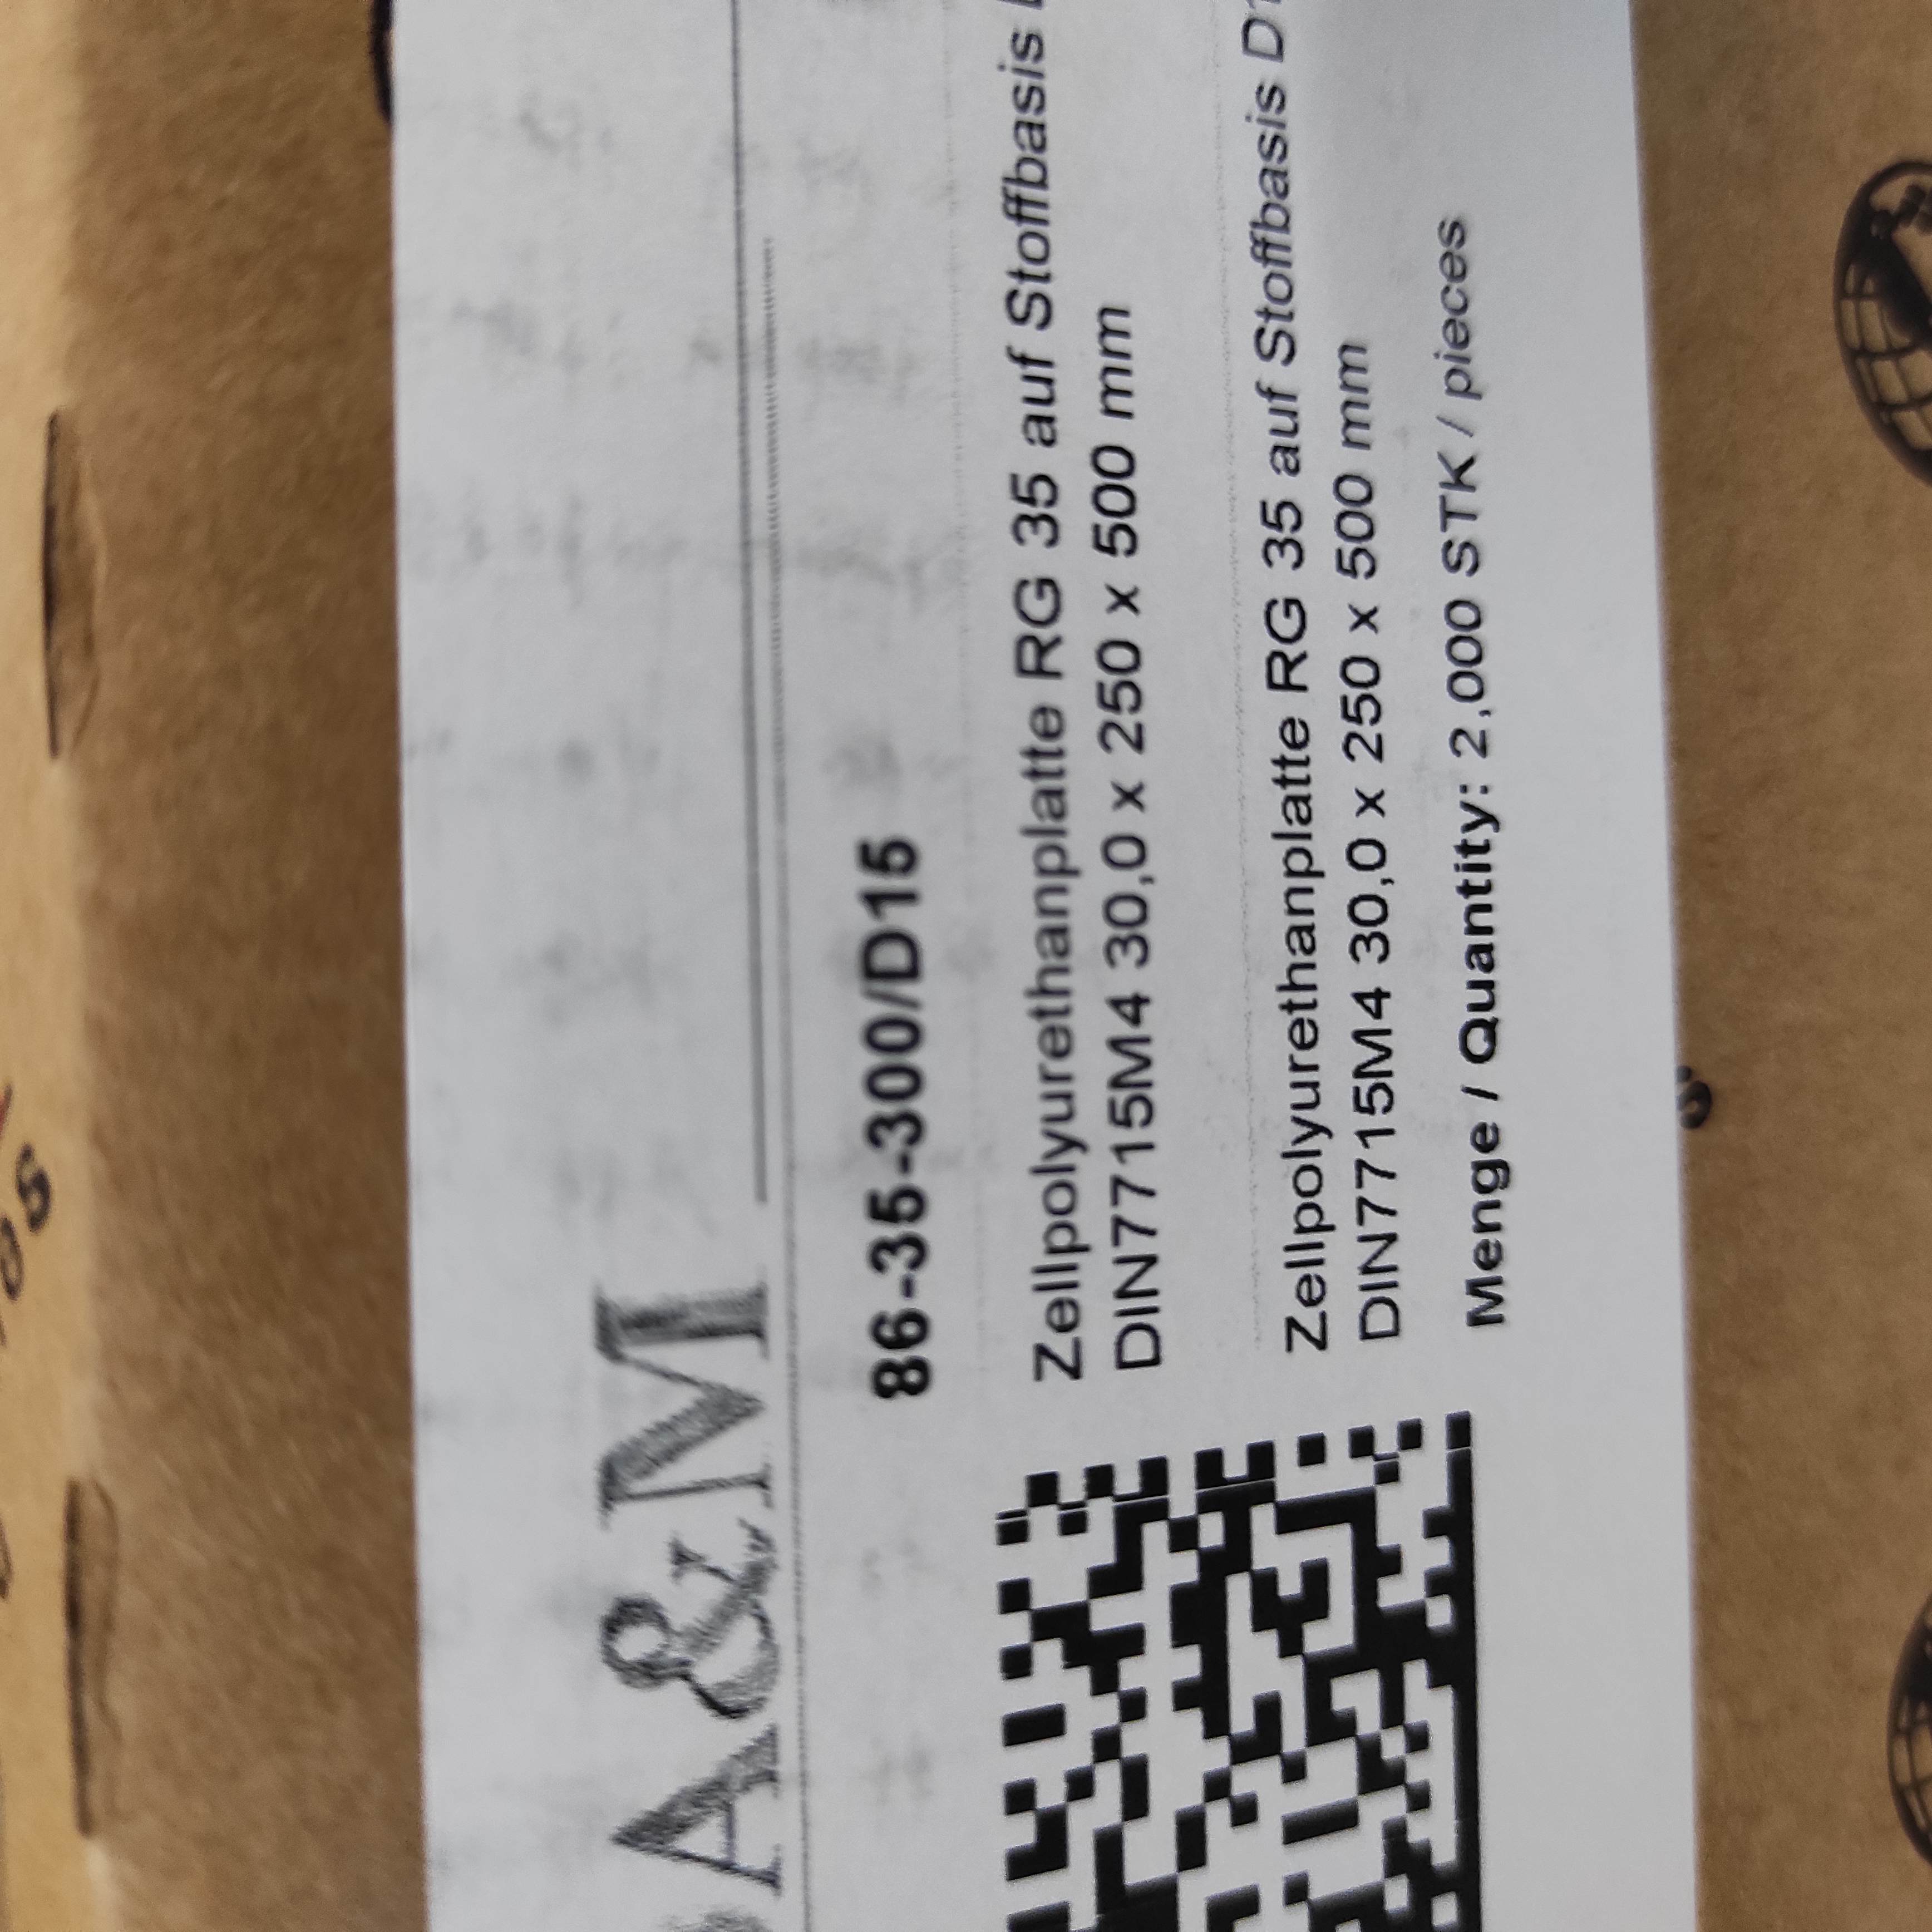 A&M
86-35-300/D15
Zellpolyurethanplatte RG 35 auf Stoffbasis
DIN7715M4 30,0 x 250 x 500 mm
Zellpolyurethanplatte RG 35 auf Stoffbasis
DIN7715M4 30,0 x 250 x 500 mm
Menge / Quantity: 2,000 STK / pieces